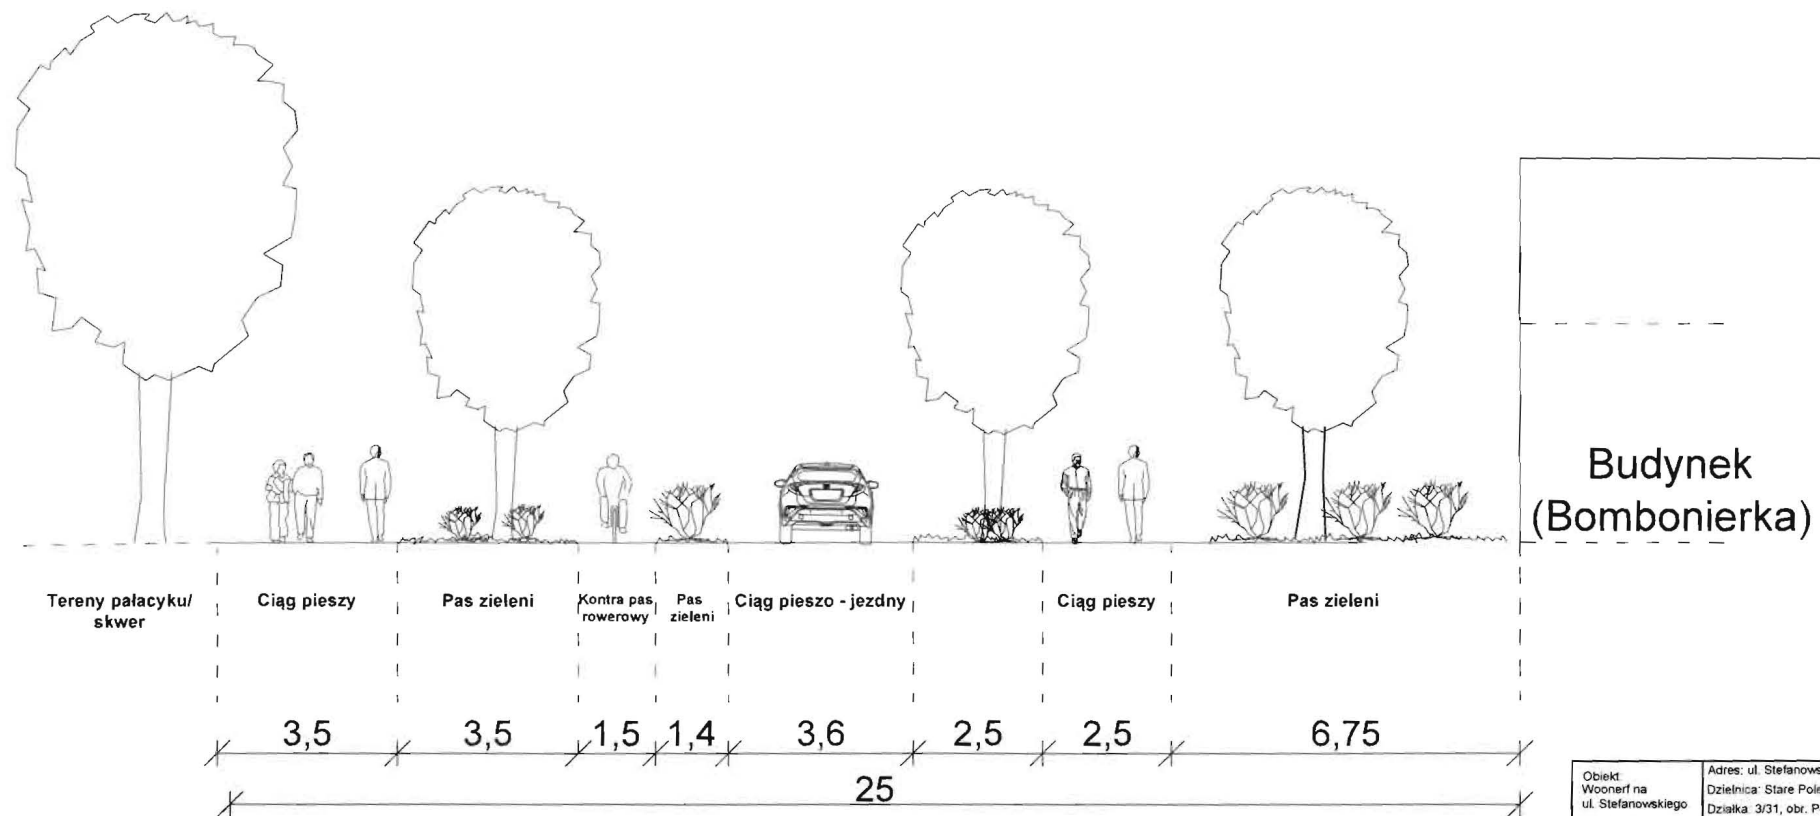 Budynek
(Bombonierka)
Tereny pałacyku/
skwer
Ciąg pieszy
Pas zieleni
Kontra pas
rowerowy
Pas
zieleni
Ciąg pieszo - jezdny
Ciąg pieszy
Pas zieleni
3,5
3,5
1,5
1,4
3,6
2,5
2,5
6,75
25
Obiekt
Woonerf na
ul. Stefanowskiego
Adres: ul. Stefanows
Dzielnica: Stare Pole
Działka: 3/31, obr. P